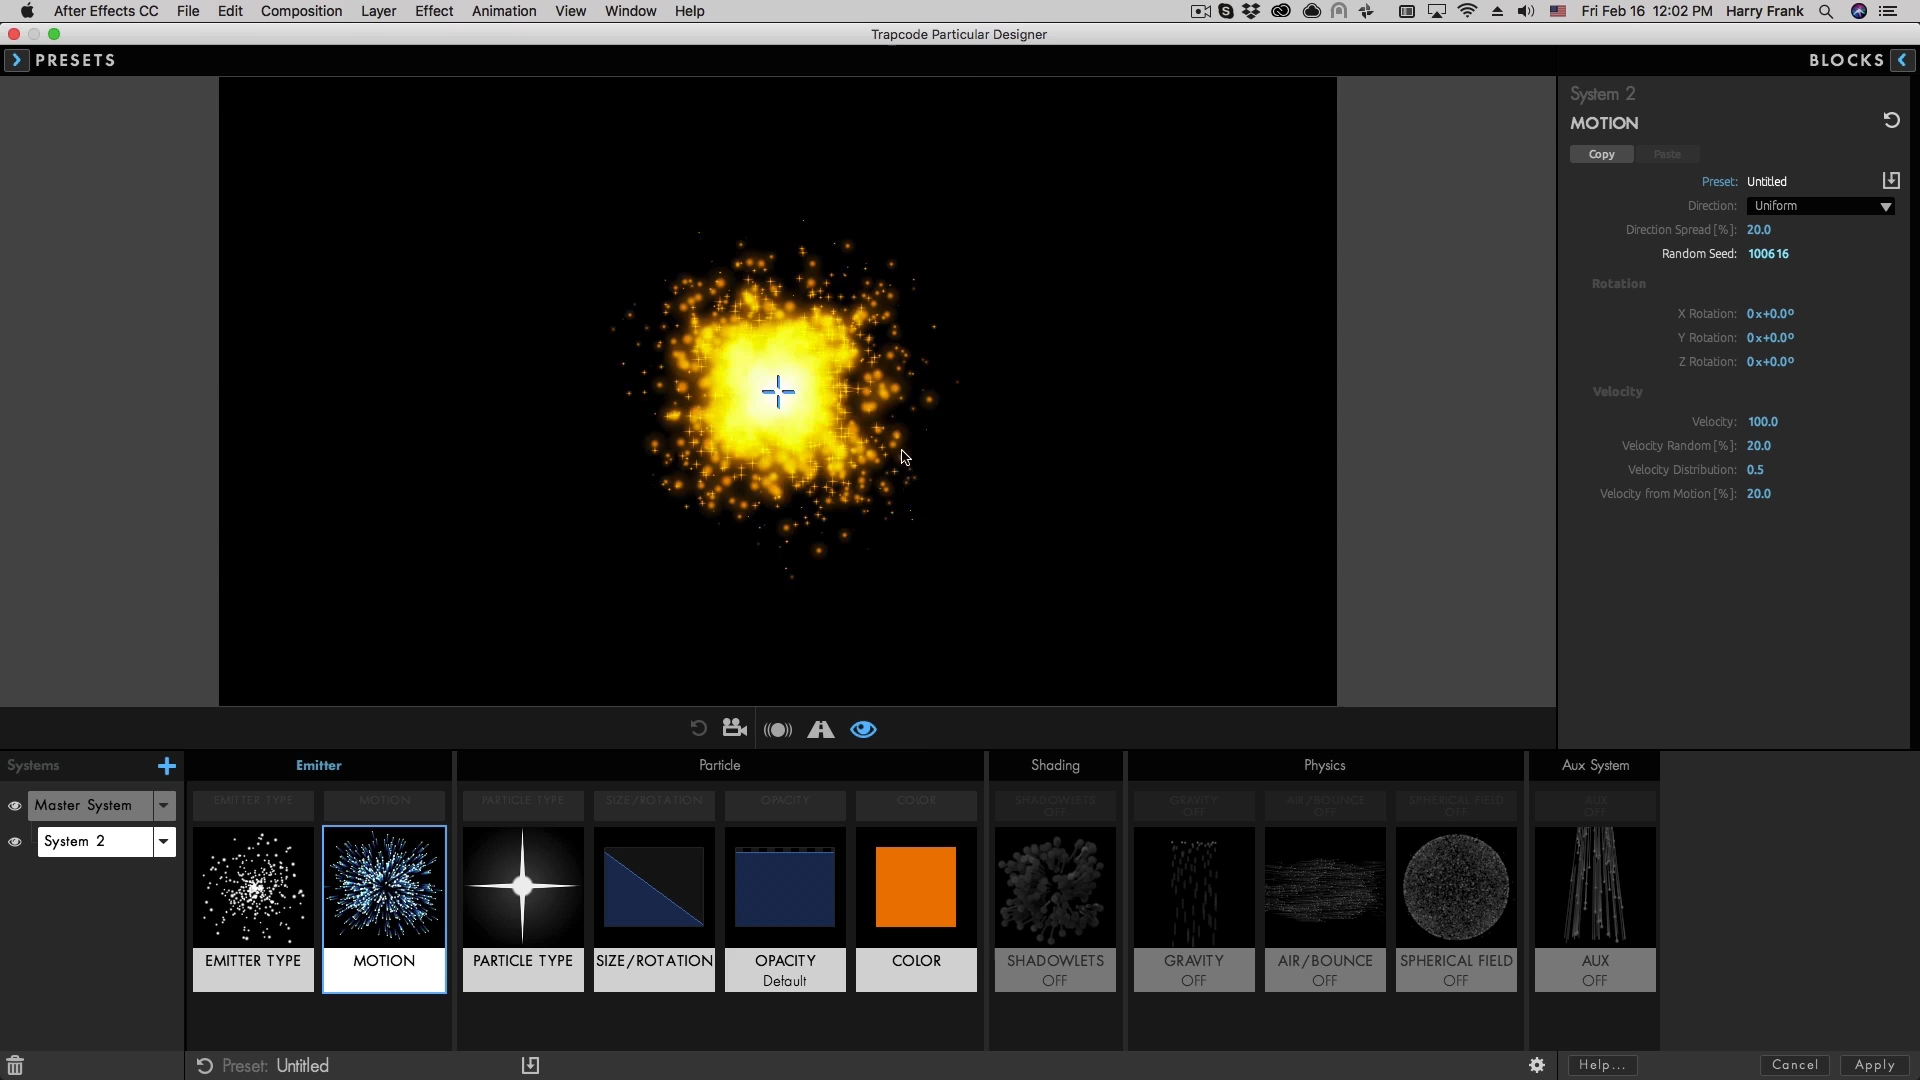 After Effects CC File Edit Composition Layer Effect Animation View Window Help Fri Feb 16 12:02 PM Harry Frank
Trapcode Particular Designer
PRESETS
BLOCKS
System 2
MOTION
Copy Paste
Preset: Untitled
Direction: Uniform
Direction Spread [%]: 20.0
Random Seed: 100616
Rotation
X Rotation: 0x+0.0º
Y Rotation: 0x+0.0º
Z Rotation: 0x+0.0º
Velocity
Velocity: 100.0
Velocity Random [%]: 20.0
Velocity Distribution: 0.5
Velocity from Motion [%]: 20.0
Systems Emitter Particle Shading Physics Aux System
Master System
System 2
EMITTER TYPE MOTION PARTICLE TYPE SIZE/ROTATION OPACITY COLOR SHADOWLETS GRAVITY AIR/BOUNCE SPHERICAL FIELD AUX
OFF OFF OFF OFF OFF
EMITTER TYPE MOTION PARTICLE TYPE SIZE/ROTATION OPACITY COLOR SHADOWLETS GRAVITY AIR/BOUNCE SPHERICAL FIELD AUX
Default OFF OFF OFF OFF OFF
Preset: Untitled
Help... Cancel Apply